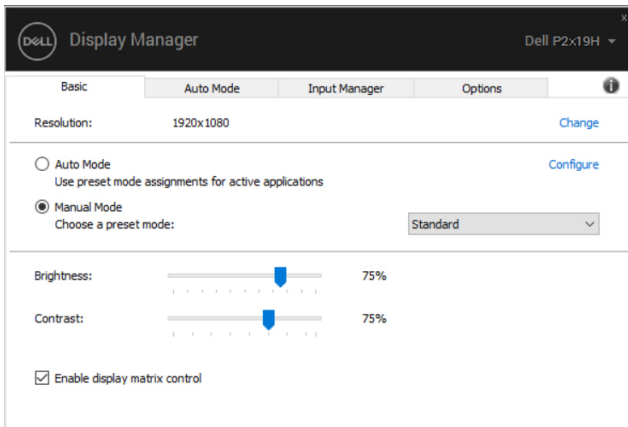 x
DELL Display Manager Dell P2x19H
Basic Auto Mode Input Manager Options
Resolution: 1920x1080 Change
Auto Mode Configure
Use preset mode assignments for active applications
Manual Mode
Choose a preset mode: Standard
Brightness: 75%
Contrast: 75%
Enable display matrix control